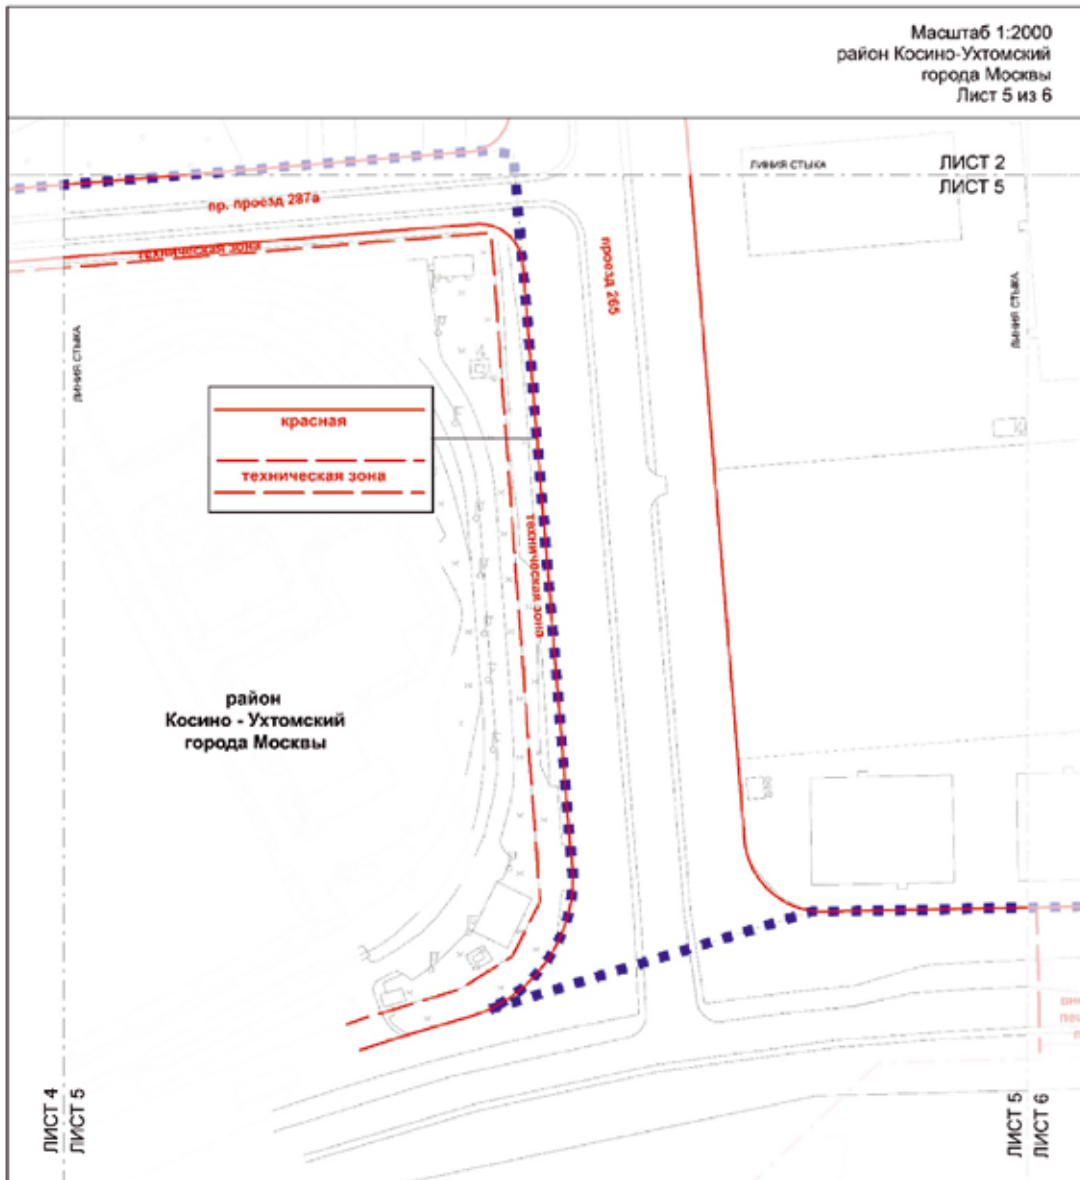 Масштаб 1:2000
район Косино-Ухтомский
города Москвы
Лист 5 из 6
ЛИНИЯ СТЫКА
ЛИСТ 2
ЛИСТ 5
пр. проезд 287а
техническая зона
проезд 265
ЛИНИЯ СТЫКА
ЛИНИЯ СТЫКА
красная
техническая зона
техническая зона
район
Косино - Ухтомский
города Москвы
ЛИСТ 4
ЛИСТ 5
ЛИСТ 5
ЛИСТ 6